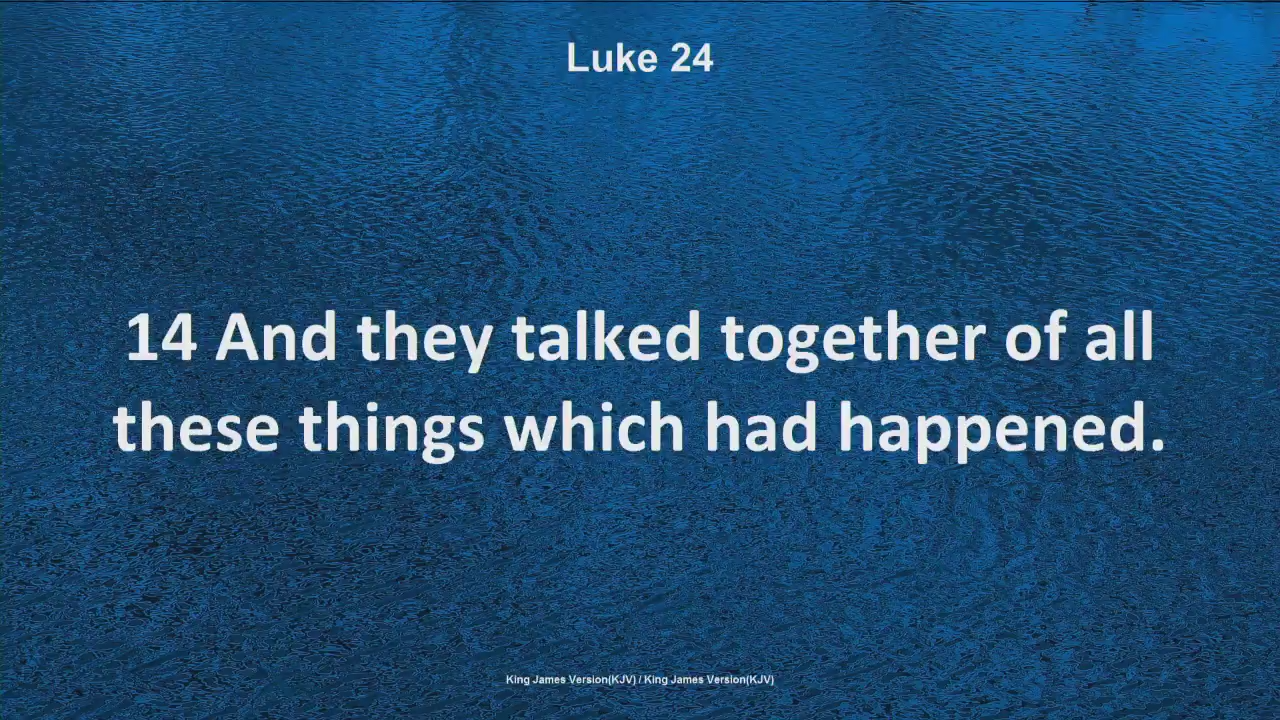 Luke 24
14 And they talked together of all
these things which had happened.
King James Version(KJV) / King James Version(KJV)